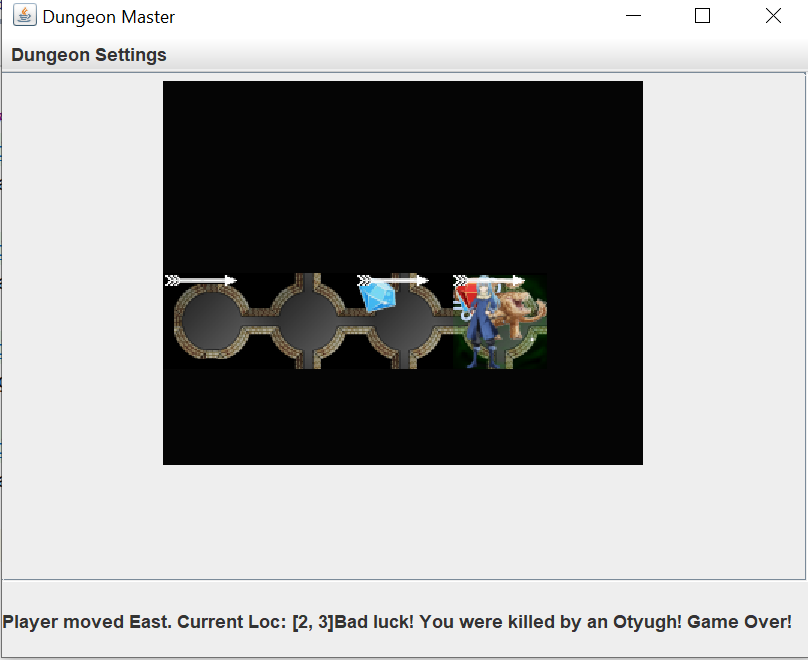 Dungeon Master
Dungeon Settings
Player moved East. Current Loc: [2, 3]Bad luck! You were killed by an Otyugh! Game Over!